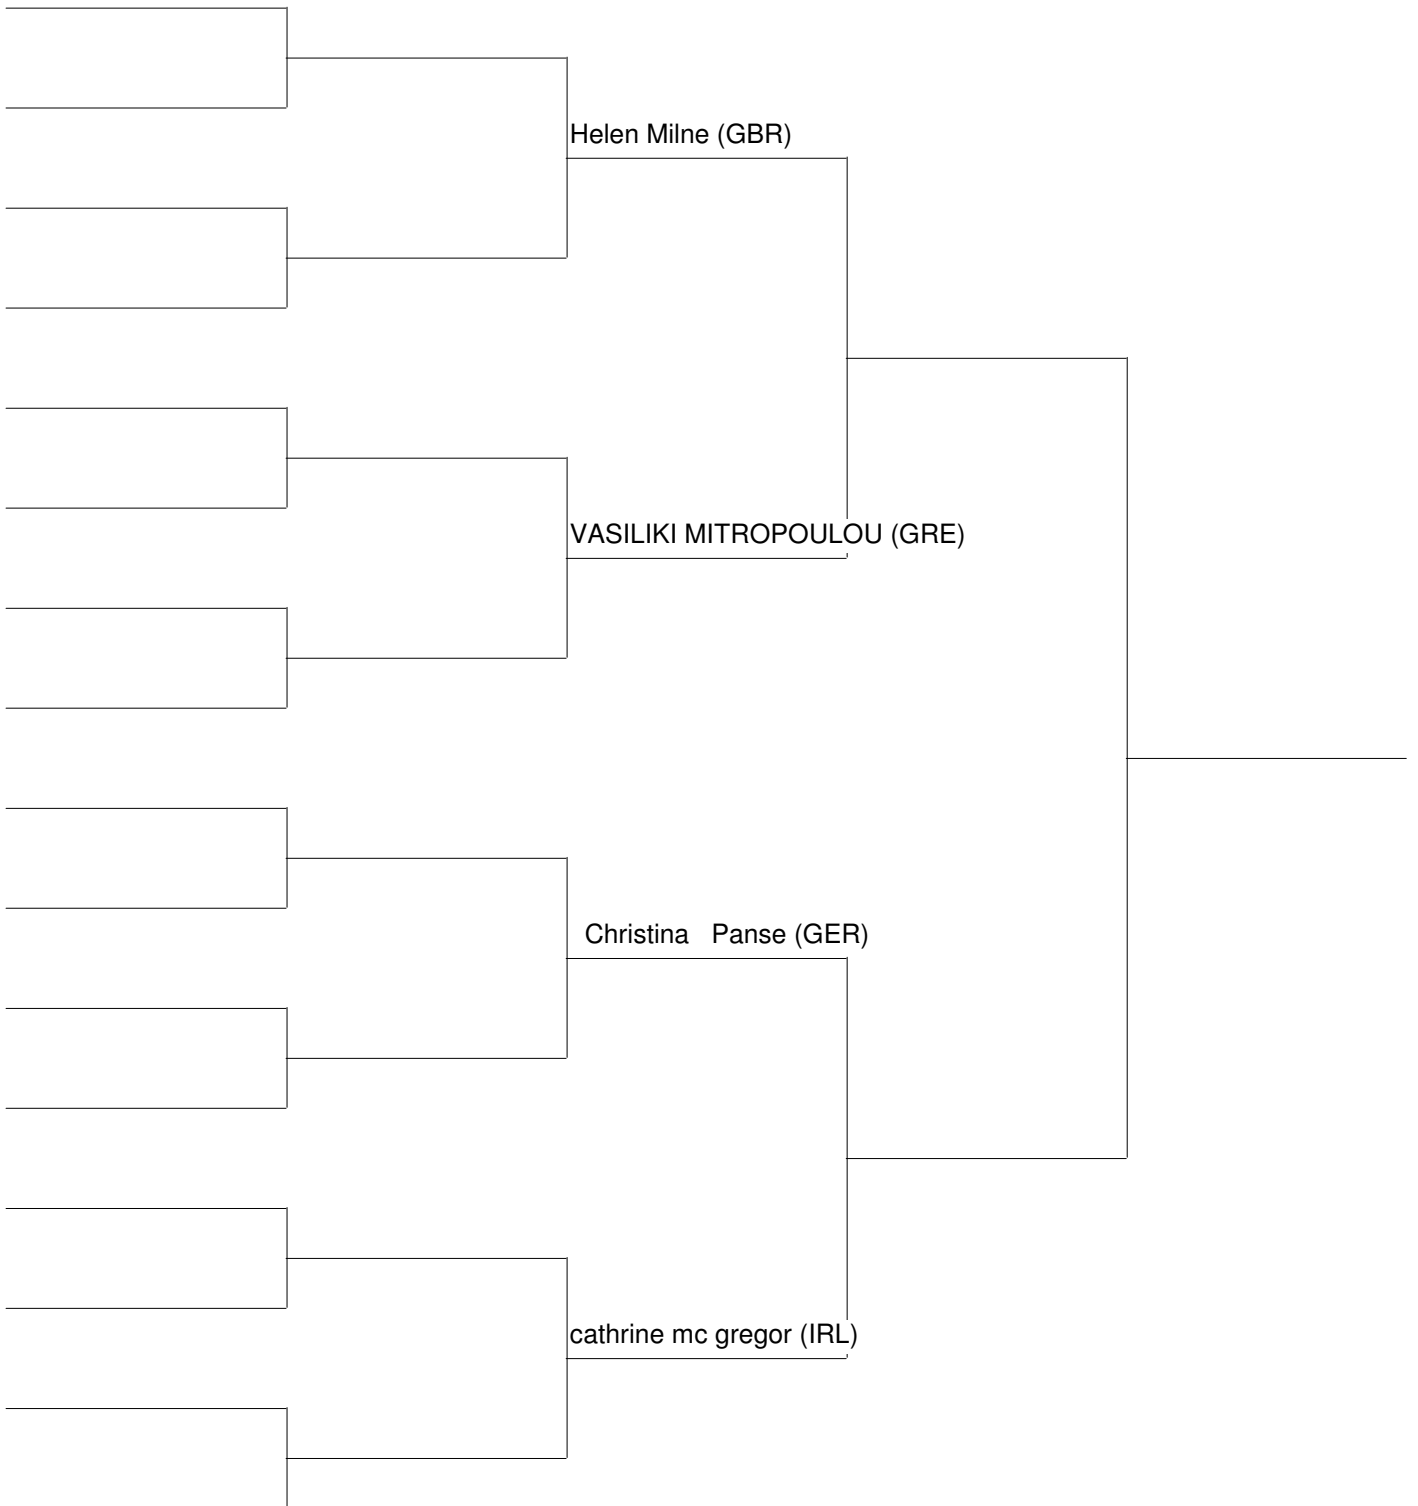 Helen Milne (GBR)
VASILIKI MITROPOULOU (GRE)
Christina   Panse (GER)
cathrine mc gregor (IRL)